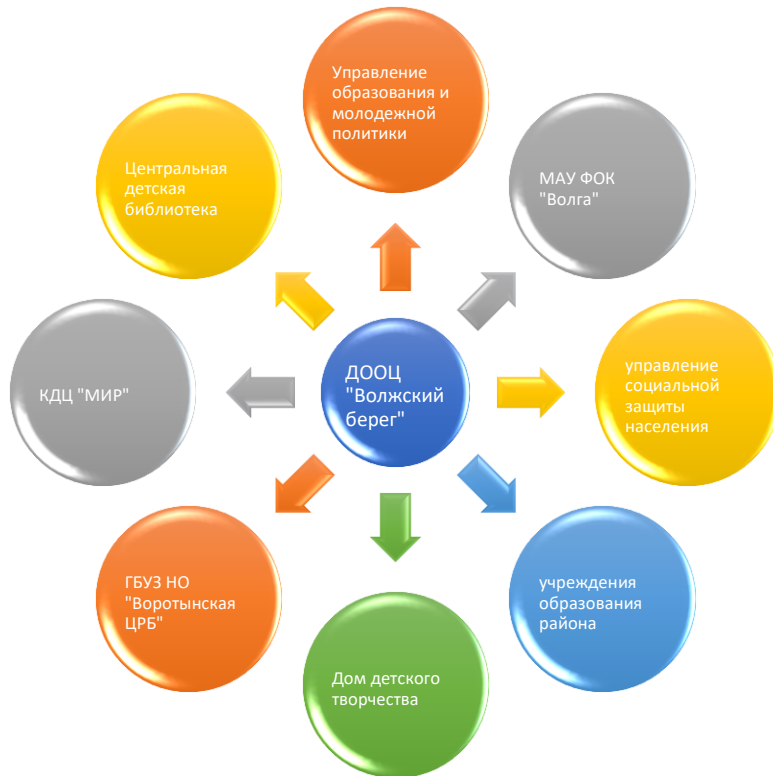 Управление
образования и
молодежной
политики
МАУ ФОК
"Волга"
управление
социальной
защиты
населения
учреждения
образования
района
Дом детского
творчества
ГБУЗ НО
"Воротынская
ЦРБ"
КДЦ "МИР"
Центральная
детская
библиотека
ДООЦ
"Волжский
берег"